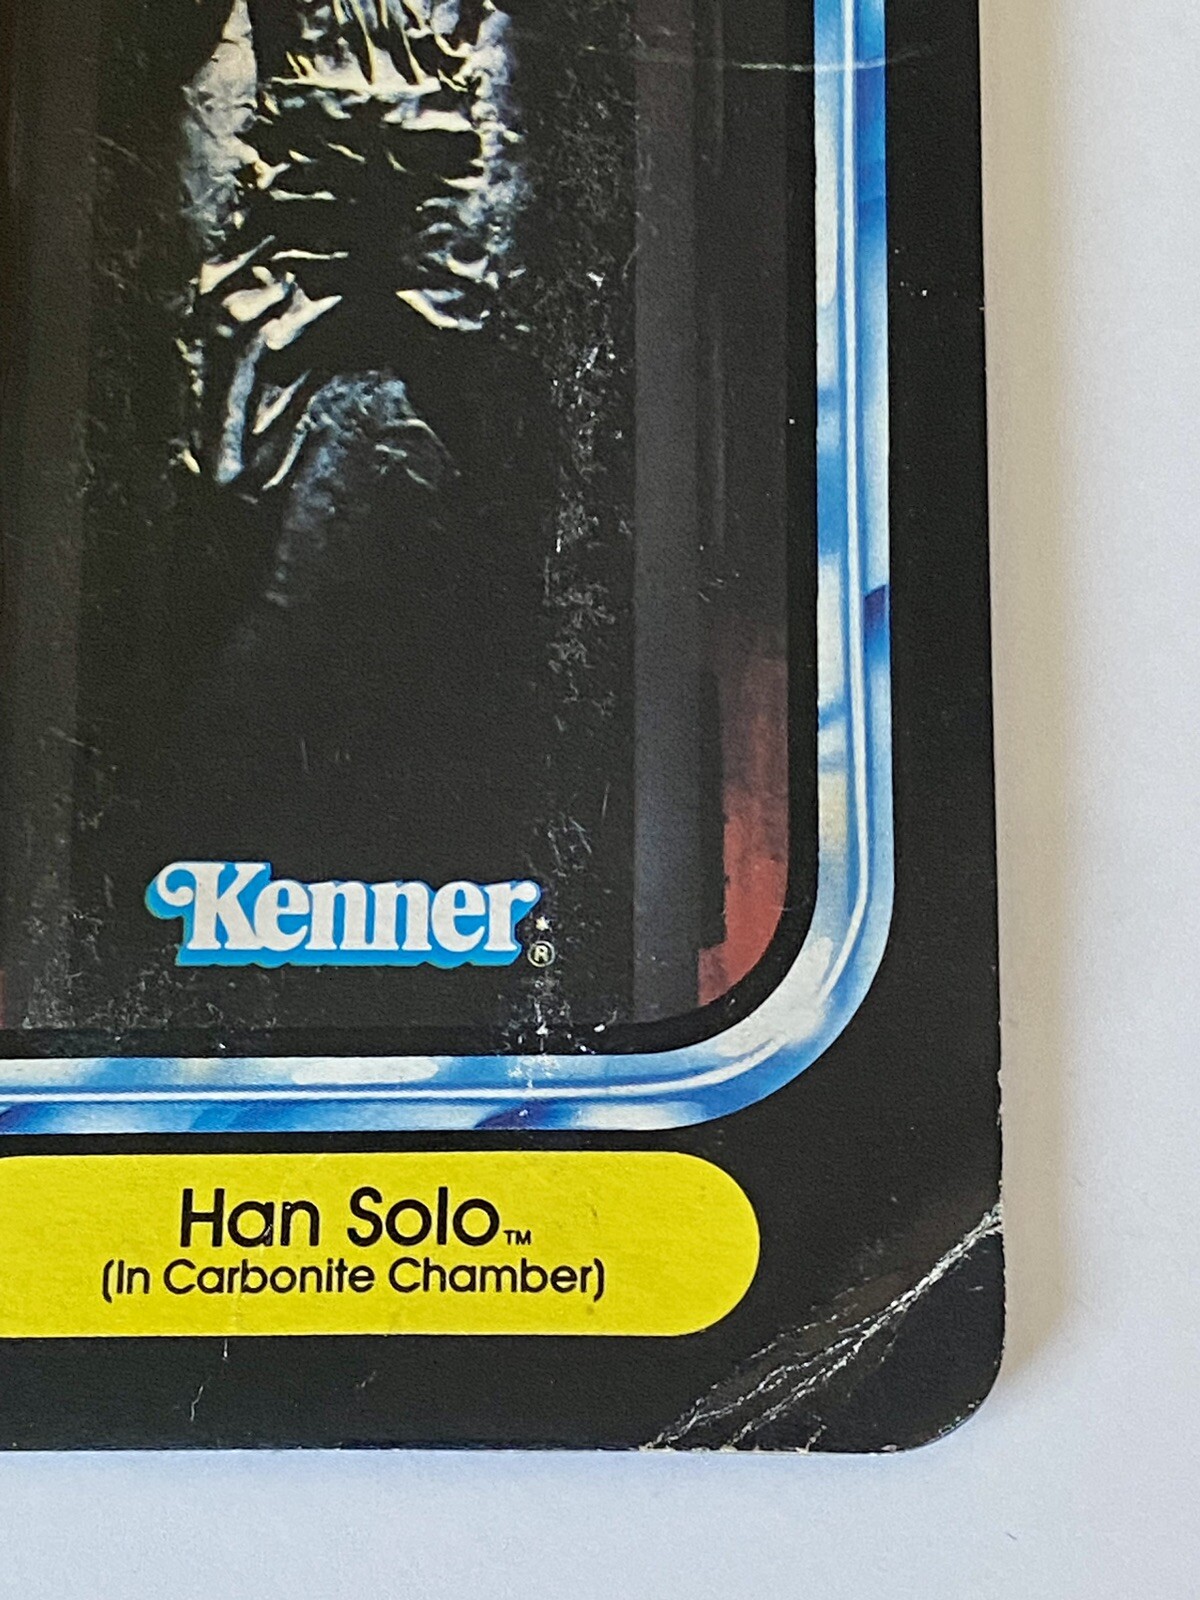 Kenner®
Han Solo™
(In Carbonite Chamber)